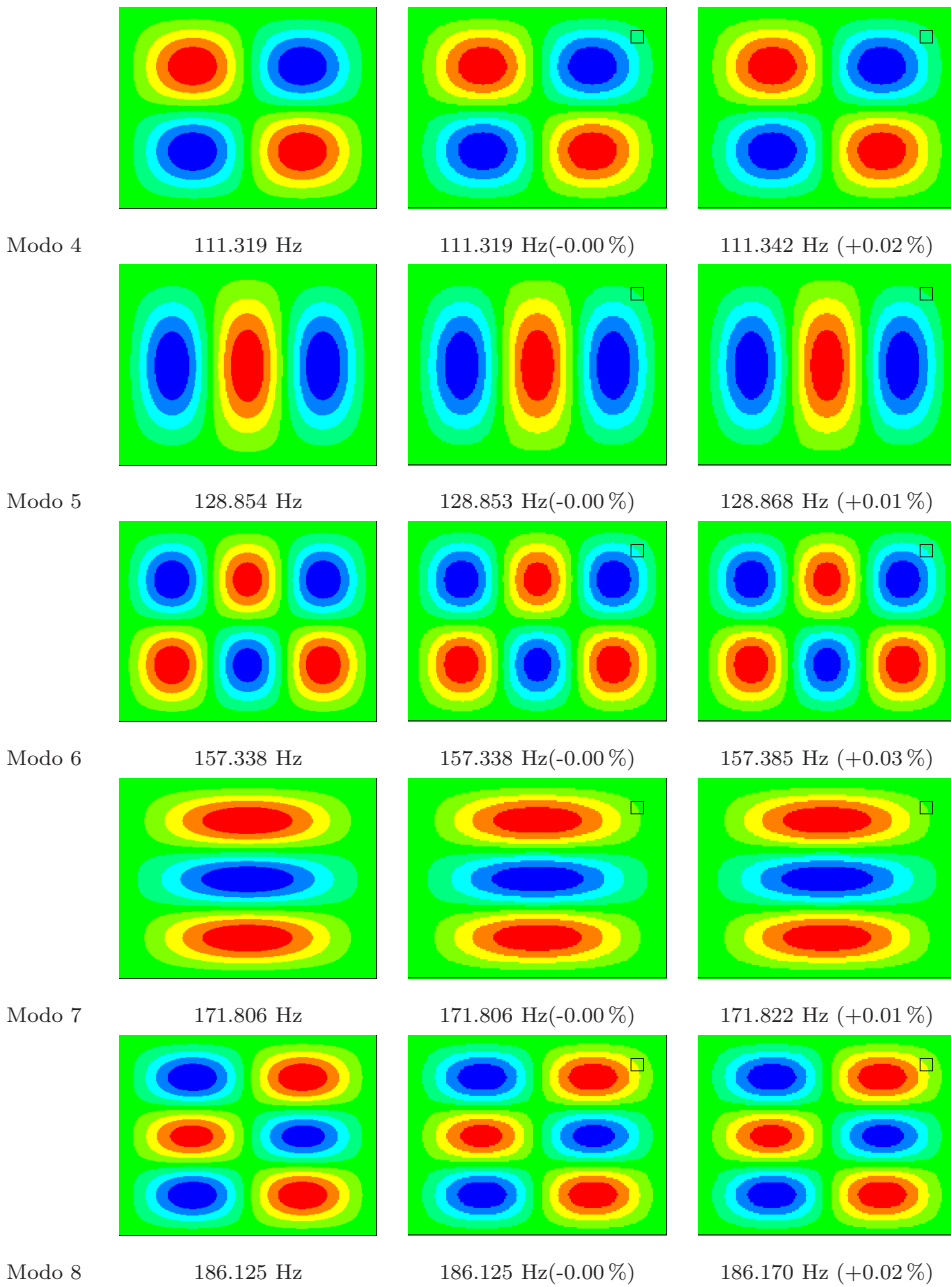 Modo 4 111.319 Hz 111.319 Hz(-0.00 %) 111.342 Hz (+0.02 %)
Modo 5 128.854 Hz 128.853 Hz(-0.00 %) 128.868 Hz (+0.01 %)
Modo 6 157.338 Hz 157.338 Hz(-0.00 %) 157.385 Hz (+0.03 %)
Modo 7 171.806 Hz 171.806 Hz(-0.00 %) 171.822 Hz (+0.01 %)
Modo 8 186.125 Hz 186.125 Hz(-0.00 %) 186.170 Hz (+0.02 %)